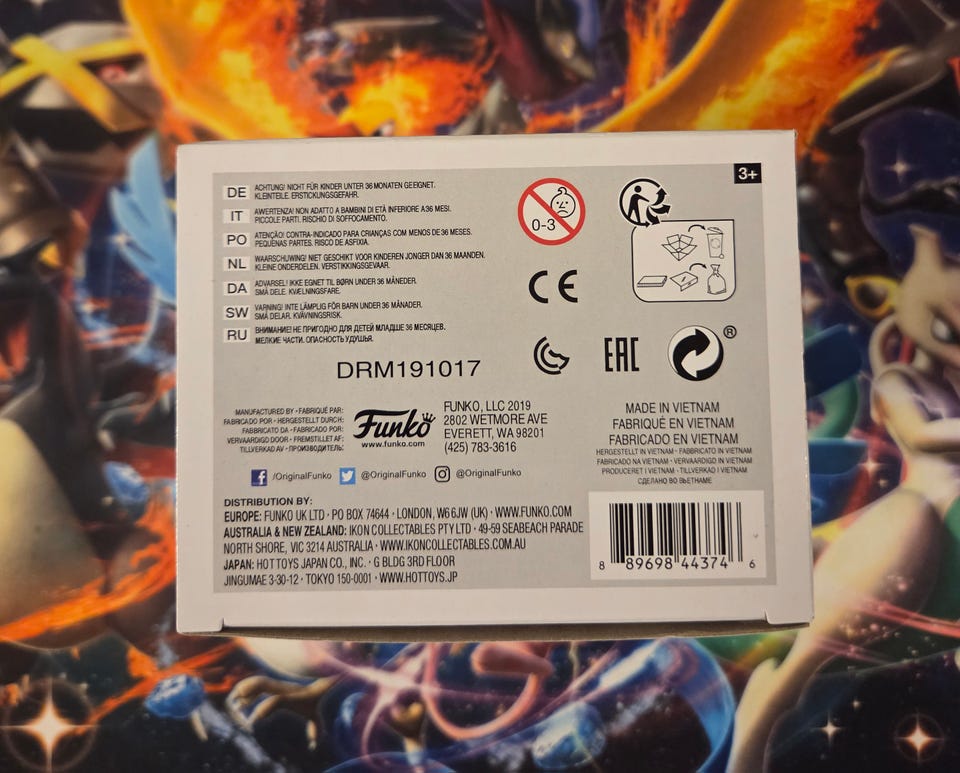 3+
DE ACHTUNG! NICHT FÜR KINDER UNTER 36 MONATEN GEEIGNET.
KLEINTEILE. ERSTICKUNGSGEFAHR.
IT AWERTENZA! NON ADATTO A BAMBINI DI ETÀ INFERIORE A36 MESI.
PICCOLE PARTI. RISCHIO DI SOFFOCAMENTO.
PO ATENÇÃO! CONTRA-INDICADO PARA CRIANÇAS COM MENOS DE 36 MESES.
PEQUENAS PARTES. RISCO DE ASFIXIA.
NL WAARSCHUWING! NIET GESCHIKT VOOR KINDEREN JONGER DAN 36 MAANDEN.
KLEINE ONDERDELEN. VERSTIKKINGSGEVAAR.
DA ADVARSEL! IKKE EGNET TIL BØRN UNDER 36 MÅNEDER.
SMÅ DELE. KVÆLNINGSFARE.
SW VARNING! INTE LÄMPLIG FÖR BARN UNDER 36 MÅNADER.
SMÅ DELAR. KVÄVNINGSRISK.
RU ВНИМАНИЕ! НЕ ПРИГОДНО ДЛЯ ДЕТЕЙ МЛАДШЕ 36 МЕСЯЦЕВ.
МЕЛКИЕ ЧАСТИ. ОПАСНОСТЬ УДУШЬЯ.
0-3
CE
EAC
®
DRM191017
MANUFACTURED BY • FABRIQUÉ PAR:
FABRICADO POR • HERGESTELLT DURCH:
FABBRICATO DA • FABRICADO POR:
VERVAARDIGD DOOR • FREMSTILLET AF:
TILLVERKAD AV • ПРОИЗВОДИТЕЛЬ:
Funko
www.funko.com
FUNKO, LLC 2019
2802 WETMORE AVE
EVERETT, WA 98201
(425) 783-3616
MADE IN VIETNAM
FABRIQUÉ EN VIETNAM
FABRICADO EN VIETNAM
HERGESTELLT IN VIETNAM • FABBRICATO IN VIETNAM
FABRICADO NA VIETNAM • VERVAARDIGD IN VIETNAM
PRODUCERET I VIETNAM • TILLVERKAD I VIETNAM
СДЕЛАНО ВО ВЬЕТНАМЕ
/OriginalFunko @OriginalFunko @OriginalFunko
DISTRIBUTION BY:
EUROPE: FUNKO UK LTD • PO BOX 74644 • LONDON, W6 6JW (UK) • WWW.FUNKO.COM
AUSTRALIA & NEW ZEALAND: IKON COLLECTABLES PTY LTD • 49-59 SEABEACH PARADE
NORTH SHORE, VIC 3214 AUSTRALIA • WWW.IKONCOLLECTABLES.COM.AU
JAPAN: HOT TOYS JAPAN CO., INC. • G BLDG 3RD FLOOR
JINGUMAE 3-30-12 • TOKYO 150-0001 • WWW.HOTTOYS.JP
8 89698 44374 6